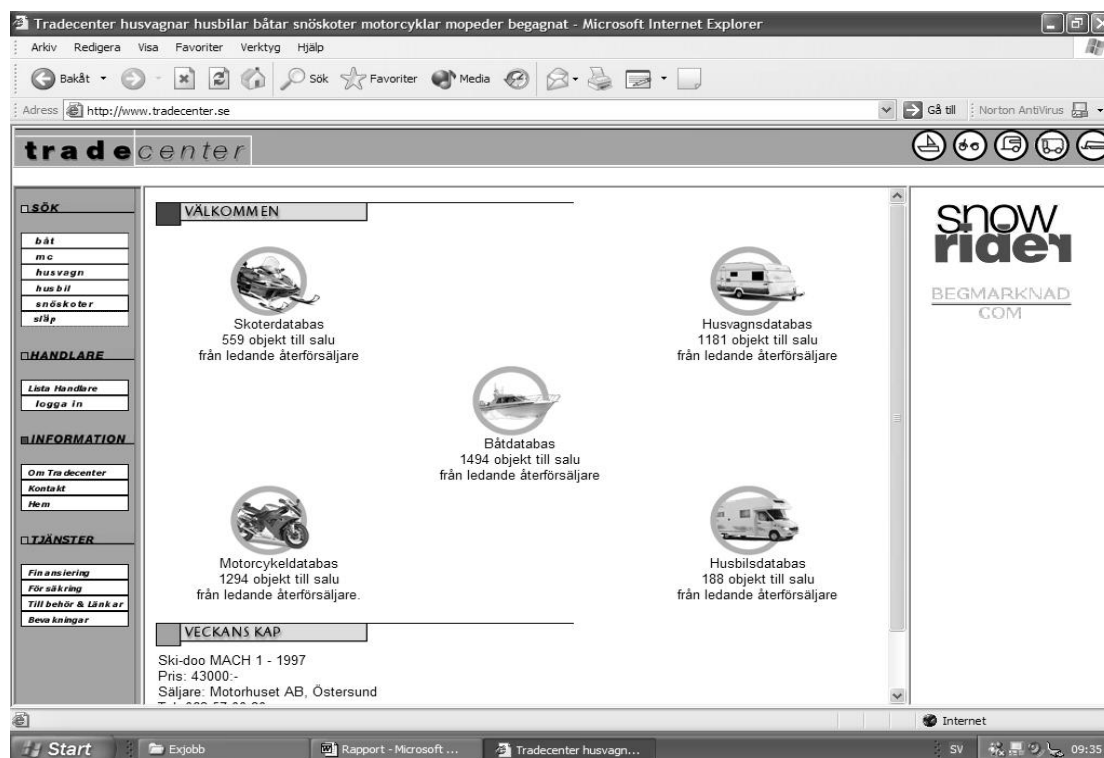 Tradecenter husvagnar husbilar båtar snöskoter motorcyklar mopeder begagnat - Microsoft Internet Explorer
Arkiv Redigera Visa Favoriter Verktyg Hjälp
Bakåt Sök Favoriter Media
Adress http://www.tradecenter.se Gå till Norton AntiVirus
tradecenter
SÖK
båt
mc
husvagn
husbil
snöskoter
släp
HANDLARE
Lista Handlare
logga in
INFORMATION
Om Tradecenter
Kontakt
Hem
TJÄNSTER
Finansiering
Försäkring
Tillbehör & Länkar
Bevakningar
VÄLKOMMEN
Skoterdatabas
559 objekt till salu
från ledande återförsäljare
Husvagnsdatabas
1181 objekt till salu
från ledande återförsäljare
Båtdatabas
1494 objekt till salu
från ledande återförsäljare
Motorcykeldatabas
1294 objekt till salu
från ledande återförsäljare.
Husbilsdatabas
188 objekt till salu
från ledande återförsäljare
VECKANS KAP
Ski-doo MACH 1 - 1997
Pris: 43000:-
Säljare: Motorhuset AB, Östersund
snow
rider
BEGMARKNAD
COM
Internet
Start Exjobb Rapport - Microsoft ... Tradecenter husvagn... SV 09:35